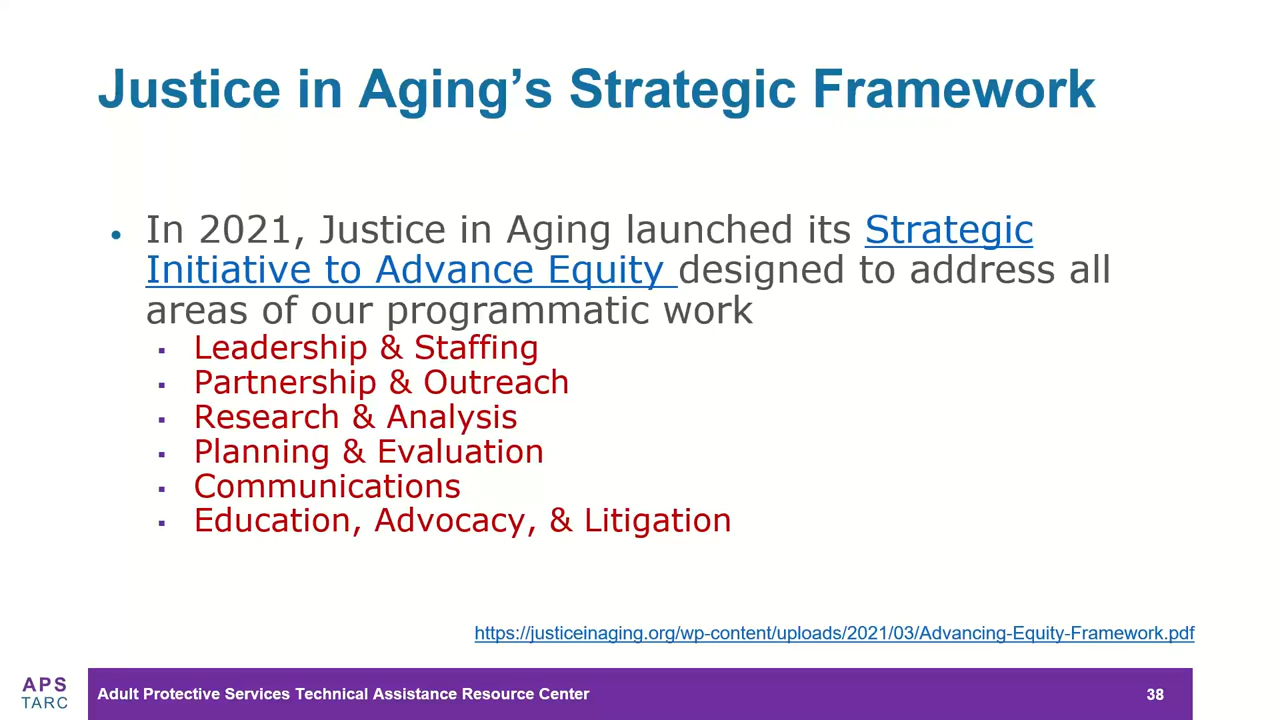 Justice in Aging’s Strategic Framework
• In 2021, Justice in Aging launched its Strategic
Initiative to Advance Equity designed to address all
areas of our programmatic work
▪ Leadership & Staffing
▪ Partnership & Outreach
▪ Research & Analysis
▪ Planning & Evaluation
▪ Communications
▪ Education, Advocacy, & Litigation
https://justiceinaging.org/wp-content/uploads/2021/03/Advancing-Equity-Framework.pdf
APS
TARC
Adult Protective Services Technical Assistance Resource Center
38